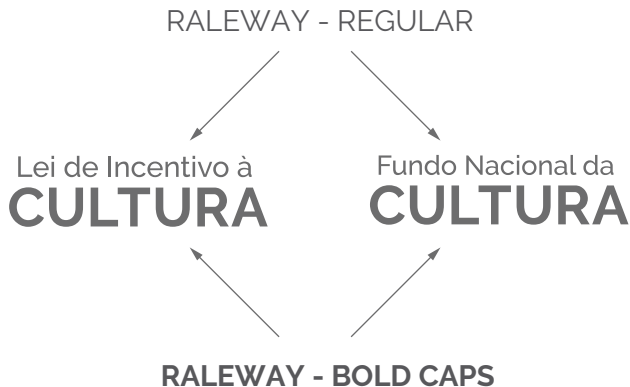 RALEWAY - REGULAR
Lei de Incentivo à
CULTURA
Fundo Nacional da
CULTURA
RALEWAY - BOLD CAPS